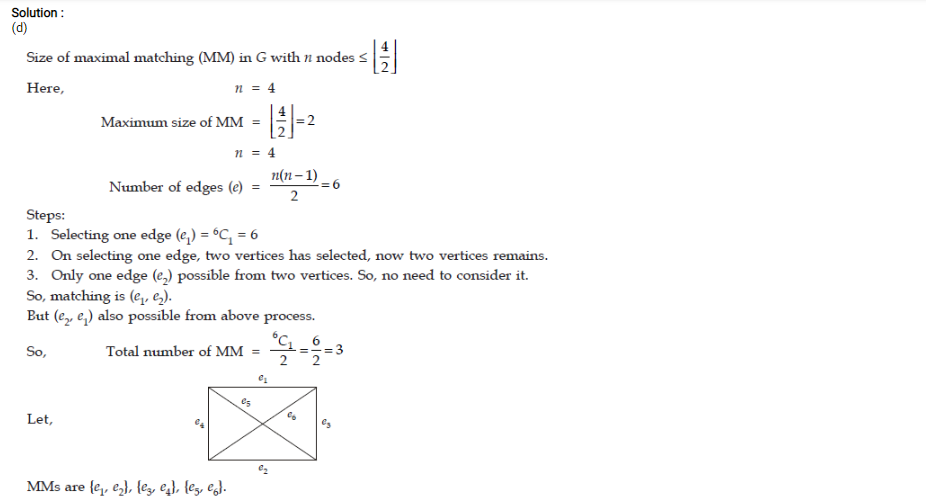 Solution :
(d)
Size of maximal matching (MM) in G with n nodes ≤ ⌊4/2⌋
Here, n = 4
Maximum size of MM = ⌊4/2⌋ = 2
n = 4
Number of edges (e) = n(n – 1)/2 = 6
Steps:
1. Selecting one edge (e₁) = ⁶C₁ = 6
2. On selecting one edge, two vertices has selected, now two vertices remains.
3. Only one edge (e₂) possible from two vertices. So, no need to consider it.
So, matching is (e₁, e₂).
But (e₂, e₁) also possible from above process.
So, Total number of MM = ⁶C₁/2 = 6/2 = 3
e₁
e₅
e₆
Let, e₄ e₃
e₂
MMs are {e₁, e₂}, {e₃, e₄}, {e₅, e₆}.